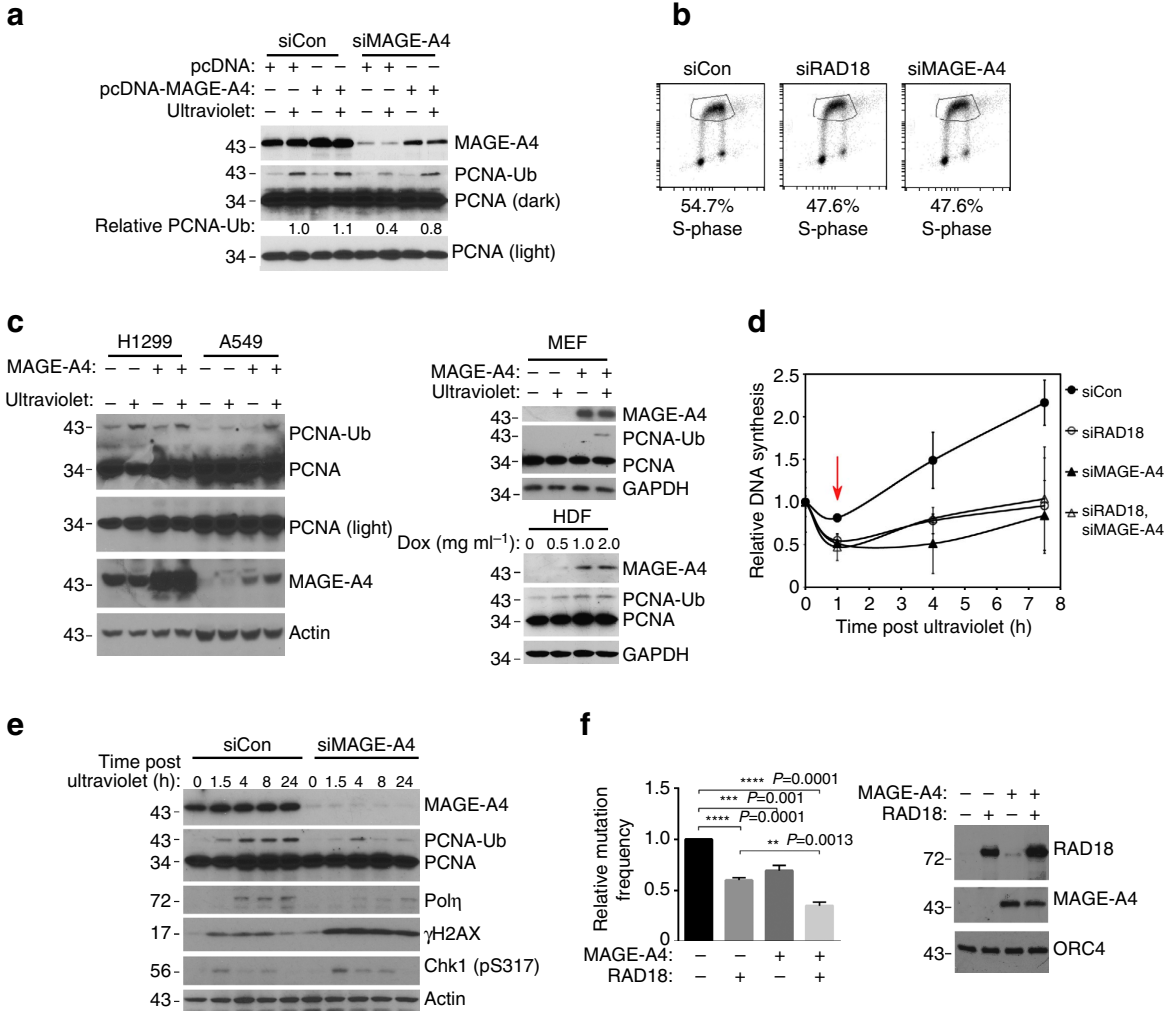 a
siCon siMAGE-A4
pcDNA: + + – – + + – –
pcDNA-MAGE-A4: – – + + – – + +
Ultraviolet: – + – + – + – +
43 – MAGE-A4
43 – PCNA-Ub
34 – PCNA (dark)
Relative PCNA-Ub: 1.0 1.1 0.4 0.8
34 – PCNA (light)
b
siCon siRAD18 siMAGE-A4
54.7% 47.6% 47.6%
S-phase S-phase S-phase
c
H1299 A549
MAGE-A4: – – + + – – + +
Ultraviolet: – + – + – + – +
43– PCNA-Ub
34– PCNA
34– PCNA (light)
43– MAGE-A4
43– Actin
MEF
MAGE-A4: – – + +
Ultraviolet: – + – +
43– MAGE-A4
43– PCNA-Ub
34– PCNA
34– GAPDH
HDF
Dox (mg ml–1): 0 0.5 1.0 2.0
43– MAGE-A4
43– PCNA-Ub
34– PCNA
34– GAPDH
d
Relative DNA synthesis
2.5
2.0
1.5
1.0
0.5
0
0 1 2 3 4 5 6 7 8
Time post ultraviolet (h)
siCon
siRAD18
siMAGE-A4
siRAD18,
siMAGE-A4
e
siCon siMAGE-A4
Time post
ultraviolet (h): 0 1.5 4 8 24 0 1.5 4 8 24
43– MAGE-A4
43– PCNA-Ub
34– PCNA
72– Polη
17– γH2AX
56– Chk1 (pS317)
43– Actin
f
Relative mutation
frequency
1.5
1.0
0.5
0
**** P=0.0001
*** P=0.001
**** P=0.0001
** P=0.0013
MAGE-A4: – – + +
RAD18: – + – +
MAGE-A4: – – + +
RAD18: – + – +
72– RAD18
43– MAGE-A4
43– ORC4